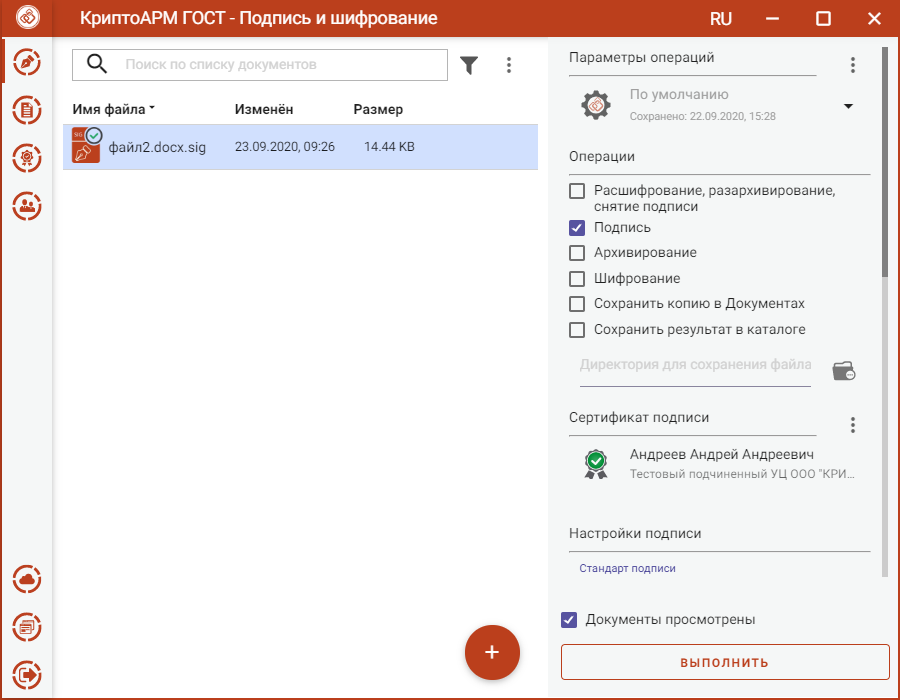 КриптоАРМ ГОСТ - Подпись и шифрование
RU
Поиск по списку документов
Имя файла
Изменён
Размер
SIG
файл2.docx.sig
23.09.2020, 09:26
14.44 KB
Параметры операций
По умолчанию
Сохранено: 22.09.2020, 15:28
Операции
Расшифрование, разархивирование,
снятие подписи
Подпись
Архивирование
Шифрование
Сохранить копию в Документах
Сохранить результат в каталоге
Директория для сохранения файла
Сертификат подписи
Андреев Андрей Андреевич
Тестовый подчиненный УЦ ООО "КРИ...
Настройки подписи
Стандарт подписи
Документы просмотрены
ВЫПОЛНИТЬ